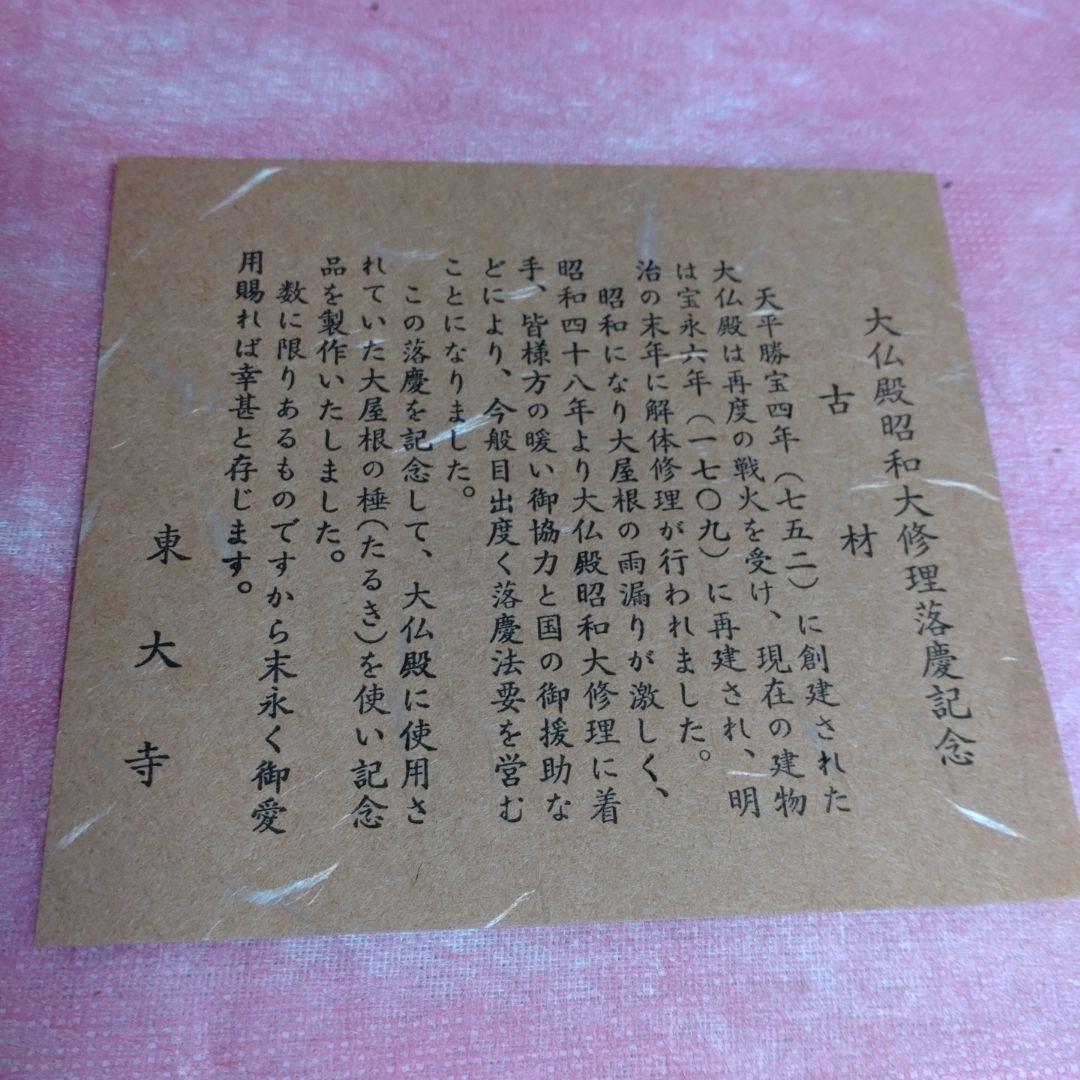 大仏殿昭和大修理落慶記念
古材
天平勝宝四年（七五二）に創建された
大仏殿は再度の戦火を受け、現在の建物
は宝永六年（一七〇九）に再建され、明
治の末年に解体修理が行われました。
昭和になり大屋根の雨漏りが激しく、
昭和四十八年より大仏殿昭和大修理に着
手、皆様方の暖い御協力と国の御援助な
どにより、今般目出度く落慶法要を営む
ことになりました。
この落慶を記念して、大仏殿に使用さ
れていた大屋根の棰（たるき）を使い記念
品を製作いたしました。
数に限りあるものですから末永く御愛
用賜れば幸甚と存じます。
東大寺